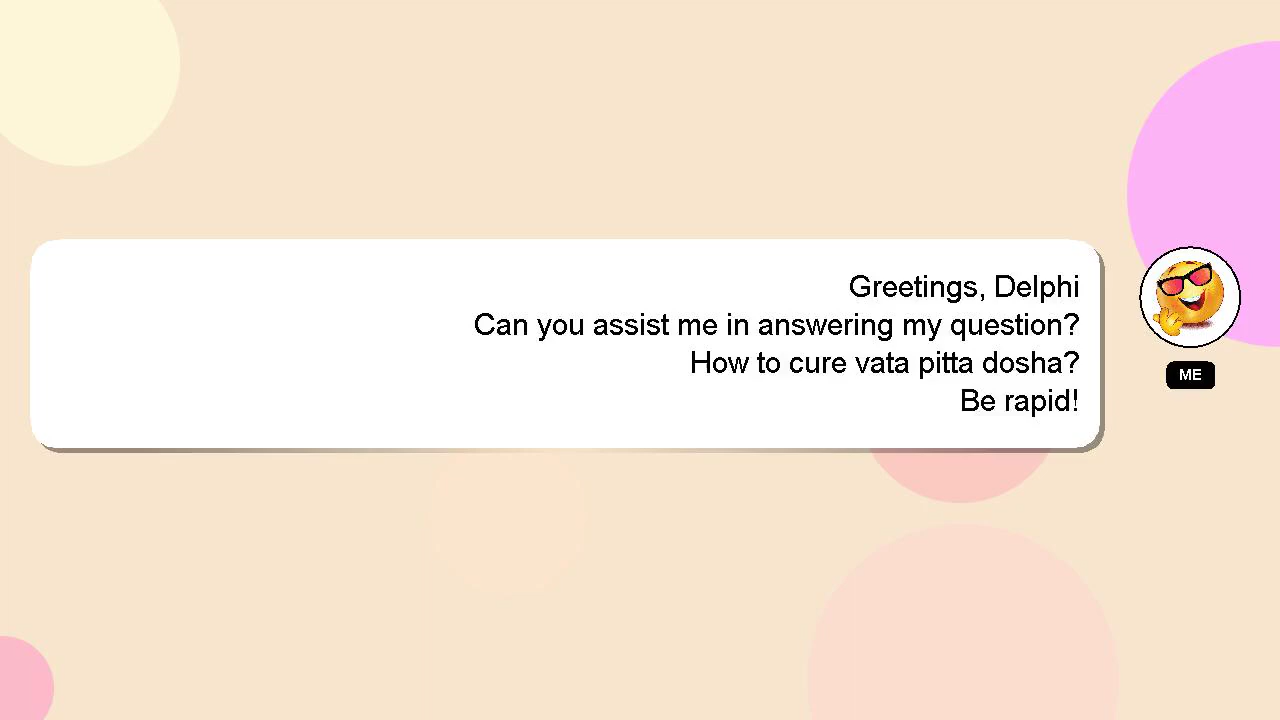 Greetings, Delphi
Can you assist me in answering my question?
How to cure vata pitta dosha?
Be rapid!
ME